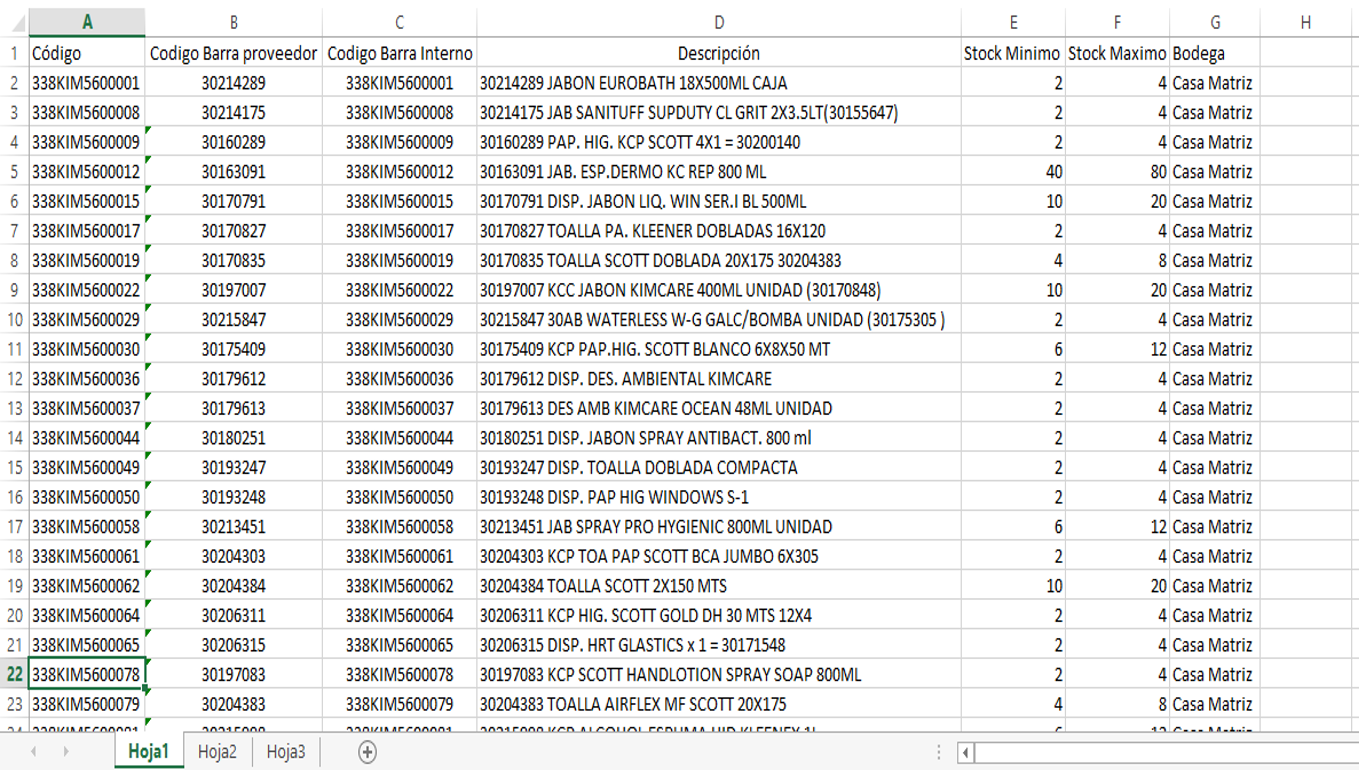 A B C D E F G H
1 Código Codigo Barra proveedor Codigo Barra Interno Descripción Stock Minimo Stock Maximo Bodega
2 338KIM5600001 30214289 338KIM5600001 30214289 JABON EUROBATH 18X500ML CAJA 2 4 Casa Matriz
3 338KIM5600008 30214175 338KIM5600008 30214175 JAB SANITUFF SUPDUTY CL GRIT 2X3.5LT(30155647) 2 4 Casa Matriz
4 338KIM5600009 30160289 338KIM5600009 30160289 PAP. HIG. KCP SCOTT 4X1 = 30200140 2 4 Casa Matriz
5 338KIM5600012 30163091 338KIM5600012 30163091 JAB. ESP.DERMO KC REP 800 ML 40 80 Casa Matriz
6 338KIM5600015 30170791 338KIM5600015 30170791 DISP. JABON LIQ. WIN SER.I BL 500ML 10 20 Casa Matriz
7 338KIM5600017 30170827 338KIM5600017 30170827 TOALLA PA. KLEENER DOBLADAS 16X120 2 4 Casa Matriz
8 338KIM5600019 30170835 338KIM5600019 30170835 TOALLA SCOTT DOBLADA 20X175 30204383 4 8 Casa Matriz
9 338KIM5600022 30197007 338KIM5600022 30197007 KCC JABON KIMCARE 400ML UNIDAD (30170848) 10 20 Casa Matriz
10 338KIM5600029 30215847 338KIM5600029 30215847 30AB WATERLESS W-G GALC/BOMBA UNIDAD (30175305 ) 2 4 Casa Matriz
11 338KIM5600030 30175409 338KIM5600030 30175409 KCP PAP.HIG. SCOTT BLANCO 6X8X50 MT 6 12 Casa Matriz
12 338KIM5600036 30179612 338KIM5600036 30179612 DISP. DES. AMBIENTAL KIMCARE 2 4 Casa Matriz
13 338KIM5600037 30179613 338KIM5600037 30179613 DES AMB KIMCARE OCEAN 48ML UNIDAD 2 4 Casa Matriz
14 338KIM5600044 30180251 338KIM5600044 30180251 DISP. JABON SPRAY ANTIBACT. 800 ml 2 4 Casa Matriz
15 338KIM5600049 30193247 338KIM5600049 30193247 DISP. TOALLA DOBLADA COMPACTA 2 4 Casa Matriz
16 338KIM5600050 30193248 338KIM5600050 30193248 DISP. PAP HIG WINDOWS S-1 2 4 Casa Matriz
17 338KIM5600058 30213451 338KIM5600058 30213451 JAB SPRAY PRO HYGIENIC 800ML UNIDAD 6 12 Casa Matriz
18 338KIM5600061 30204303 338KIM5600061 30204303 KCP TOA PAP SCOTT BCA JUMBO 6X305 2 4 Casa Matriz
19 338KIM5600062 30204384 338KIM5600062 30204384 TOALLA SCOTT 2X150 MTS 10 20 Casa Matriz
20 338KIM5600064 30206311 338KIM5600064 30206311 KCP HIG. SCOTT GOLD DH 30 MTS 12X4 2 4 Casa Matriz
21 338KIM5600065 30206315 338KIM5600065 30206315 DISP. HRT GLASTICS x 1 = 30171548 2 4 Casa Matriz
22 338KIM5600078 30197083 338KIM5600078 30197083 KCP SCOTT HANDLOTION SPRAY SOAP 800ML 2 4 Casa Matriz
23 338KIM5600079 30204383 338KIM5600079 30204383 TOALLA AIRFLEX MF SCOTT 20X175 4 8 Casa Matriz
Hoja1 Hoja2 Hoja3